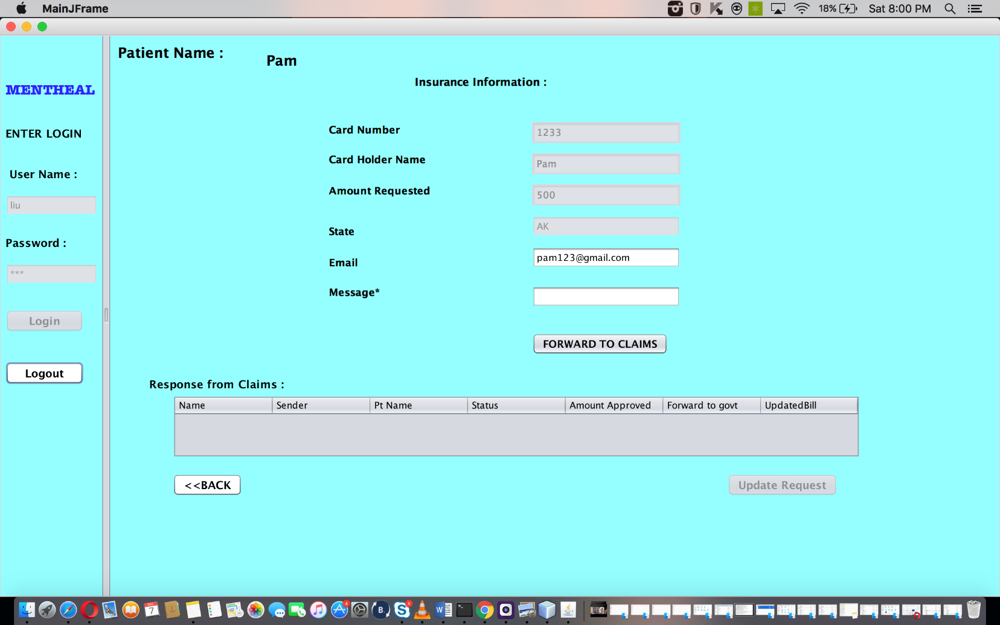 MainJFrame
18%
Sat 8:00 PM
Patient Name :
Pam
MENTHEAL
Insurance Information :
ENTER LOGIN
Card Number
1233
Card Holder Name
Pam
User Name :
Amount Requested
500
liu
State
AK
Password :
Email
pam123@gmail.com
***
Message*
Login
FORWARD TO CLAIMS
Logout
Response from Claims :
Name Sender Pt Name Status Amount Approved Forward to govt UpdatedBill
<<BACK
Update Request
DEC
7
4
B.
S
x
W